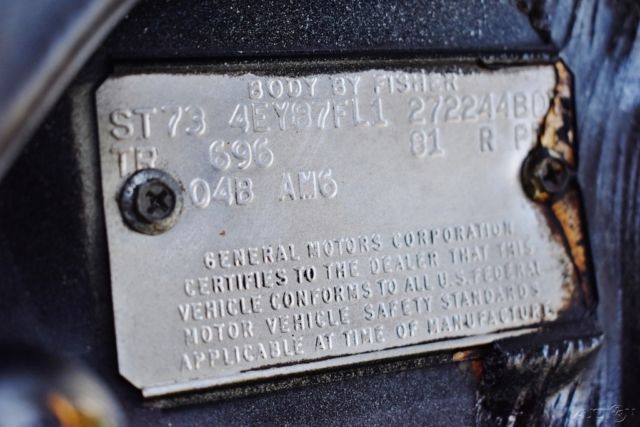 BODY BY FISHER
ST73 4EY87FL1 272244BD
TR 696 81 R P
04B AM6
GENERAL MOTORS CORPORATION
CERTIFIES TO THE DEALER THAT THIS
VEHICLE CONFORMS TO ALL U.S. FEDERAL
MOTOR VEHICLE SAFETY STANDARDS
APPLICABLE AT TIME OF MANUFACTURE